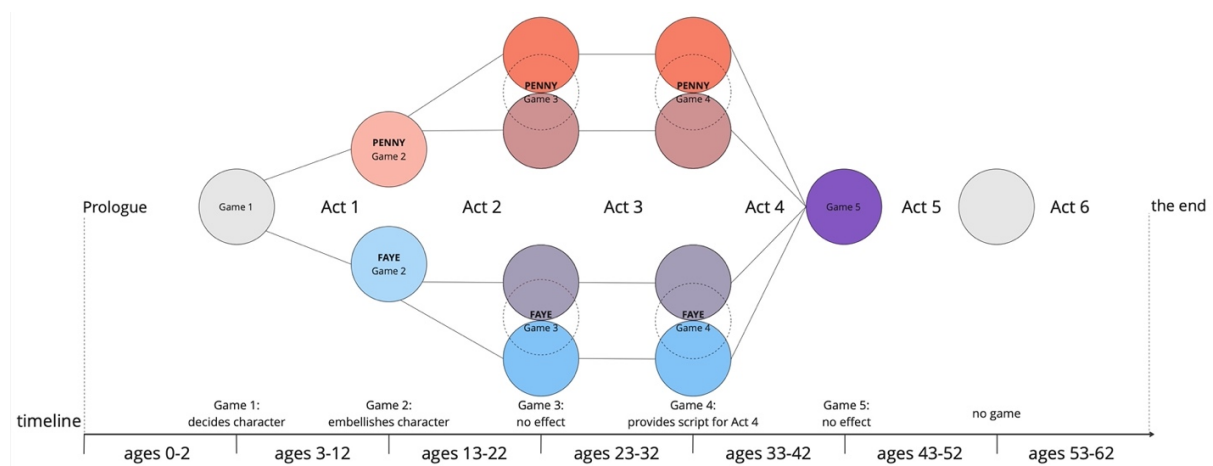 PENNY
Game 3
PENNY
Game 4
PENNY
Game 2
Prologue
Game 1
Act 1
Act 2
Act 3
Act 4
Game 5
Act 5
Act 6
the end
FAYE
Game 2
FAYE
Game 3
FAYE
Game 4
timeline
Game 1:
decides character
Game 2:
embellishes character
Game 3:
no effect
Game 4:
provides script for Act 4
Game 5:
no effect
no game
ages 0-2
ages 3-12
ages 13-22
ages 23-32
ages 33-42
ages 43-52
ages 53-62